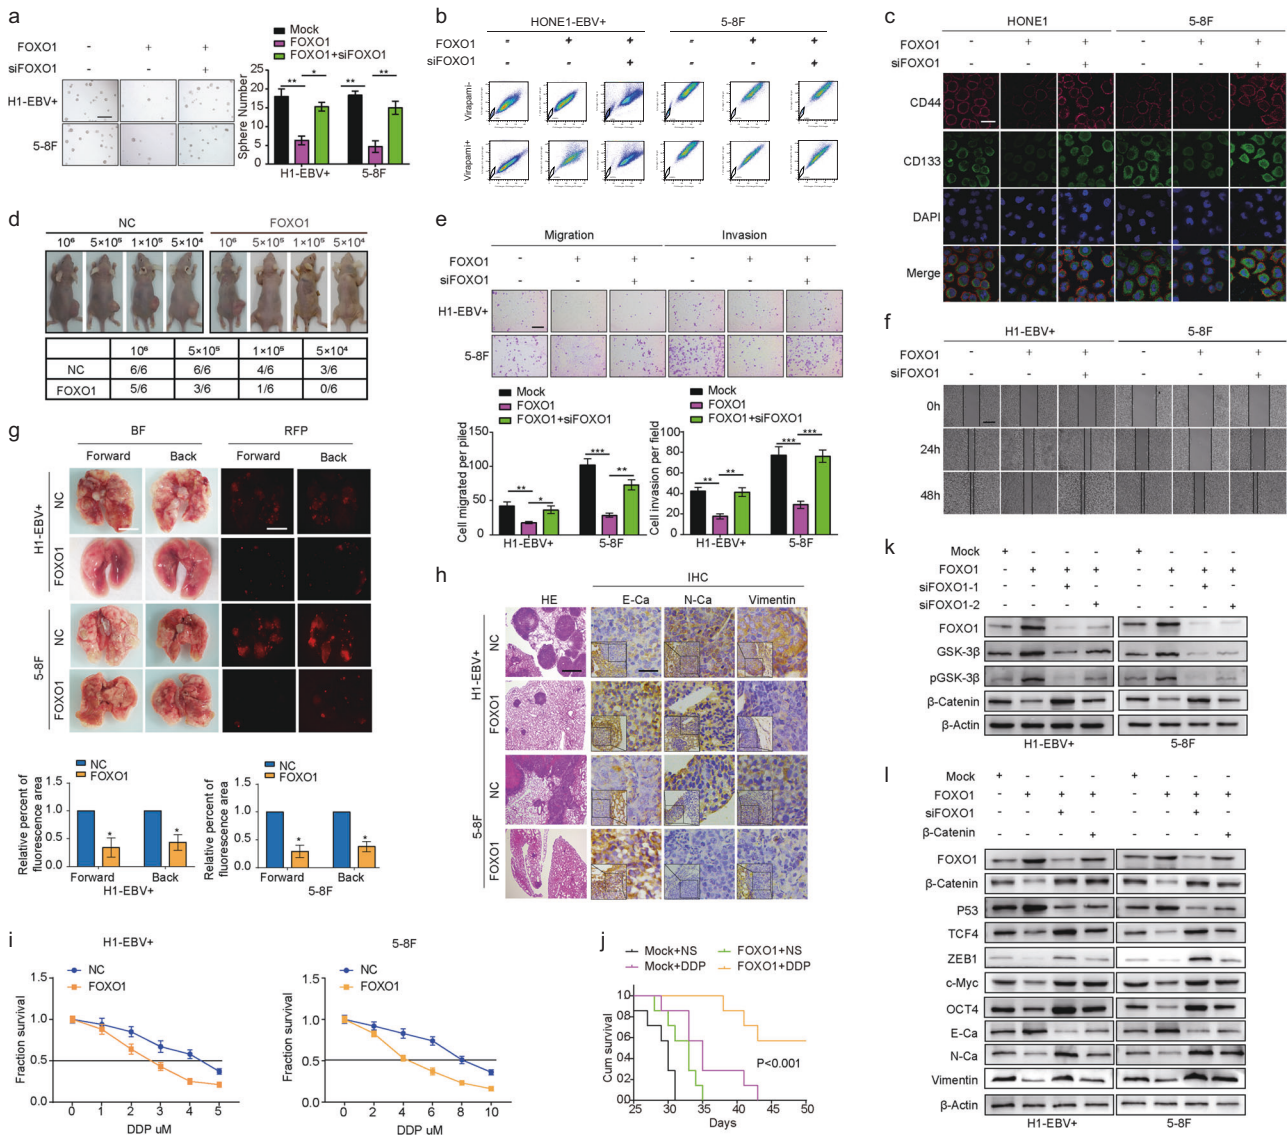 a
FOXO1 - + +
siFOXO1 - - +
H1-EBV+
5-8F
Mock
FOXO1
FOXO1+siFOXO1
Sphere Number
25
20
15
10
5
0
** * ** **
H1-EBV+ 5-8F
b
HONE1-EBV+ 5-8F
FOXO1 - + + - + +
siFOXO1 - - + - - +
Virapami-
Virapami+
c
HONE1 5-8F
FOXO1 - + + - + +
siFOXO1 - - + - - +
CD44
CD133
DAPI
Merge
d
NC FOXO1
10⁶ 5×10⁵ 1×10⁵ 5×10⁴ 10⁶ 5×10⁵ 1×10⁵ 5×10⁴
10⁶ 5×10⁵ 1×10⁵ 5×10⁴
NC 6/6 6/6 4/6 3/6
FOXO1 5/6 3/6 1/6 0/6
e
Migration Invasion
FOXO1 - + + - + +
siFOXO1 - - + - - +
H1-EBV+
5-8F
Mock
FOXO1
FOXO1+siFOXO1
Cell migrated per piled
150
100
50
0
** * *** **
H1-EBV+ 5-8F
Mock
FOXO1
FOXO1+siFOXO1
Cell invasion per field
100
80
60
40
20
0
** ** *** ***
H1-EBV+ 5-8F
f
H1-EBV+ 5-8F
FOXO1 - + + - + +
siFOXO1 - - + - - +
0h
24h
48h
g
BF RFP
Forward Back Forward Back
H1-EBV+
NC
FOXO1
5-8F
NC
FOXO1
NC
FOXO1
Relative percent of
fluorescence area
1.5
1.0
0.5
0.0
* *
Forward Back
H1-EBV+
NC
FOXO1
Relative percent of
fluorescence area
1.5
1.0
0.5
0.0
* *
Forward Back
5-8F
h
IHC
HE E-Ca N-Ca Vimentin
H1-EBV+
NC
FOXO1
5-8F
NC
FOXO1
i
H1-EBV+
NC
FOXO1
Fraction survival
1.5
1.0
0.5
0.0
0 1 2 3 4 5
DDP uM
5-8F
NC
FOXO1
Fraction survival
1.5
1.0
0.5
0.0
0 2 4 6 8 10
DDP uM
j
Mock+NS FOXO1+NS
Mock+DDP FOXO1+DDP
Cum survival
1.0
0.8
06
04
02
00
P<0.001
25 30 35 40 45 50
Days
k
Mock + - - - + - - -
FOXO1 - + + + - + + +
siFOXO1-1 - - + - - - + -
siFOXO1-2 - - - + - - - +
FOXO1
GSK-3β
pGSK-3β
β-Catenin
β-Actin
H1-EBV+ 5-8F
l
Mock + - - - + - - -
FOXO1 - + + + - + + +
siFOXO1 - - + - - - + -
β-Catenin - - - + - - - +
FOXO1
β-Catenin
P53
TCF4
ZEB1
c-Myc
OCT4
E-Ca
N-Ca
Vimentin
β-Actin
H1-EBV+ 5-8F